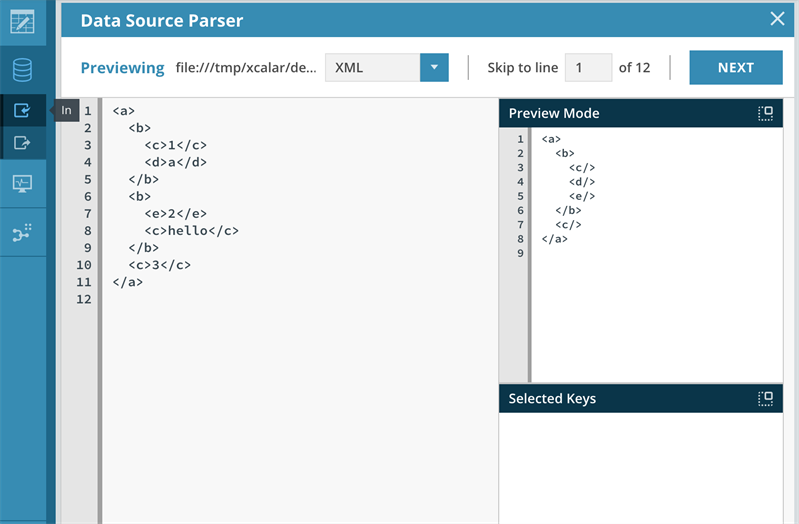 Data Source Parser
Previewing file:///tmp/xcalar/de... XML Skip to line 1 of 12 NEXT
In
1 <a>
2 <b>
3 <c>1</c>
4 <d>a</d>
5 </b>
6 <b>
7 <e>2</e>
8 <c>hello</c>
9 </b>
10 <c>3</c>
11 </a>
12
Preview Mode
1 <a>
2 <b>
3 <c/>
4 <d/>
5 <e/>
6 </b>
7 <c/>
8 </a>
9
Selected Keys